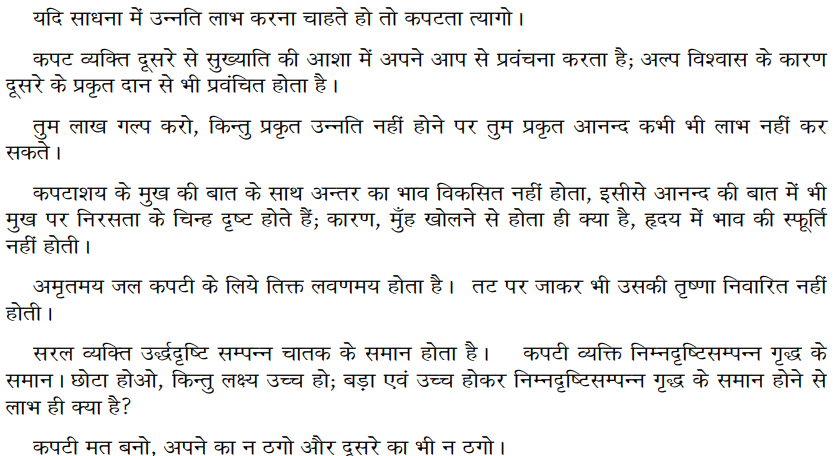 यदि साधना में उन्नति लाभ करना चाहते हो तो कपटता त्यागो।
कपट व्यक्ति दूसरे से सुख्याति की आशा में अपने आप से प्रवंचना करता है; अल्प विश्वास के कारण
दूसरे के प्रकृत दान से भी प्रवंचित होता है।
तुम लाख गल्प करो, किन्तु प्रकृत उन्नति नहीं होने पर तुम प्रकृत आनन्द कभी भी लाभ नहीं कर
सकते।
कपटाशय के मुख की बात के साथ अन्तर का भाव विकसित नहीं होता, इसीसे आनन्द की बात में भी
मुख पर निरसता के चिन्ह दृष्ट होते हैं; कारण, मुँह खोलने से होता ही क्या है, हृदय में भाव की स्फूर्ति
नहीं होती।
अमृतमय जल कपटी के लिये तिक्त लवणमय होता है। तट पर जाकर भी उसकी तृष्णा निवारित नहीं
होती।
सरल व्यक्ति उर्द्धदृष्टि सम्पन्न चातक के समान होता है। कपटी व्यक्ति निम्नदृष्टिसम्पन्न गृद्ध के
समान। छोटा होओ, किन्तु लक्ष्य उच्च हो; बड़ा एवं उच्च होकर निम्नदृष्टिसम्पन्न गृद्ध के समान होने से
लाभ ही क्या है?
कपटी मत बनो, अपने का न ठगो और दूसरे का भी न ठगो।